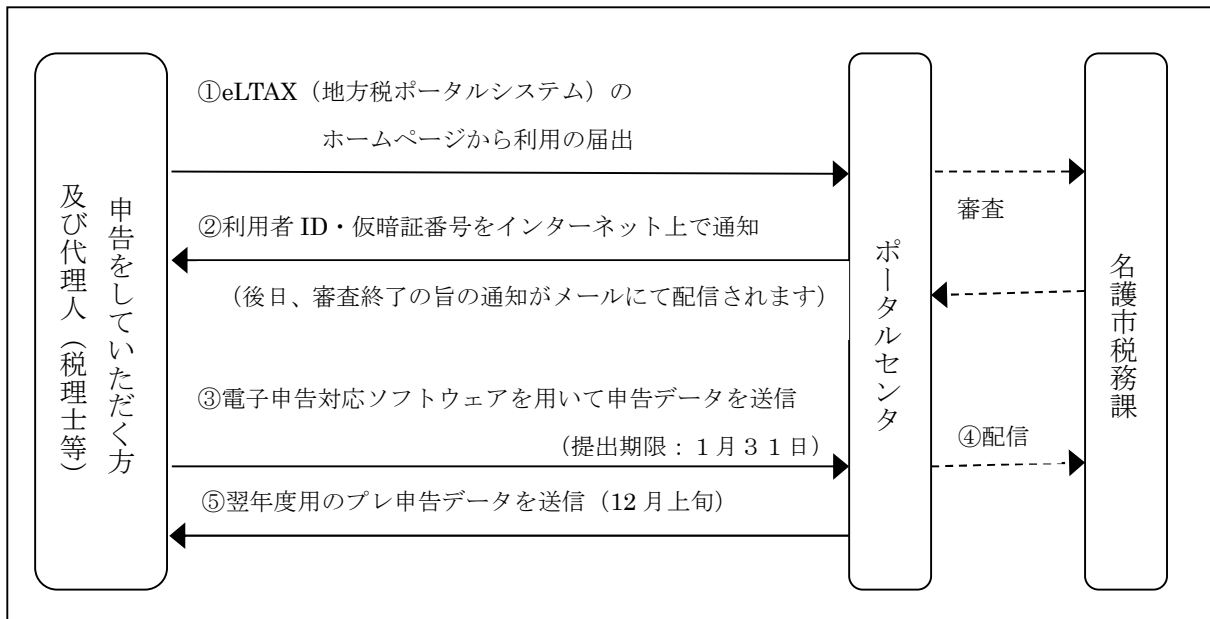 申告をしていただく方
及び代理人（税理士等）
①eLTAX（地方税ポータルシステム）の
ホームページから利用の届出
②利用者 ID・仮暗証番号をインターネット上で通知
（後日、審査終了の旨の通知がメールにて配信されます）
③電子申告対応ソフトウェアを用いて申告データを送信
（提出期限：１月３１日）
⑤翌年度用のプレ申告データを送信（12 月上旬）
ポータルセンタ
審査
④配信
名護市税務課